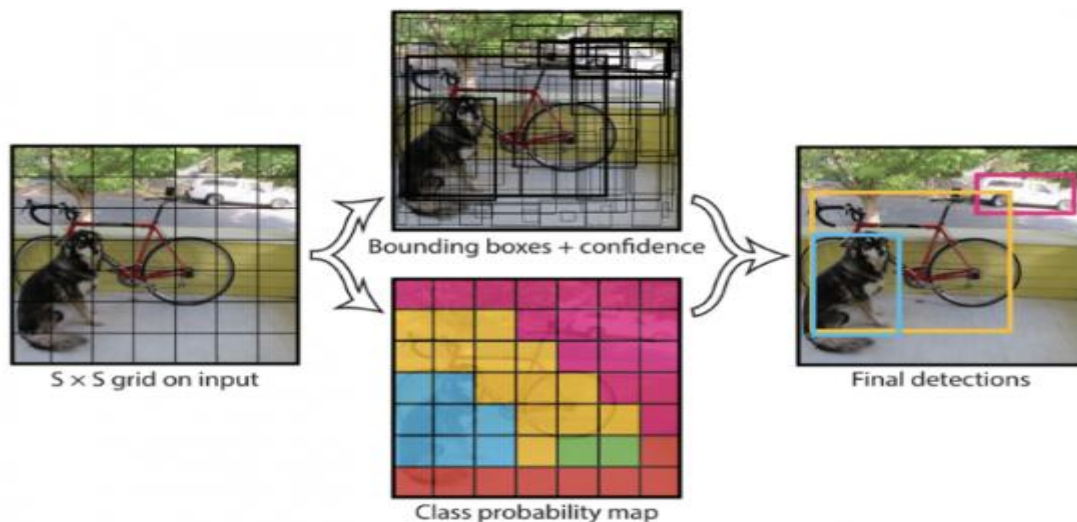 Bounding boxes + confidence
S × S grid on input
Final detections
Class probability map